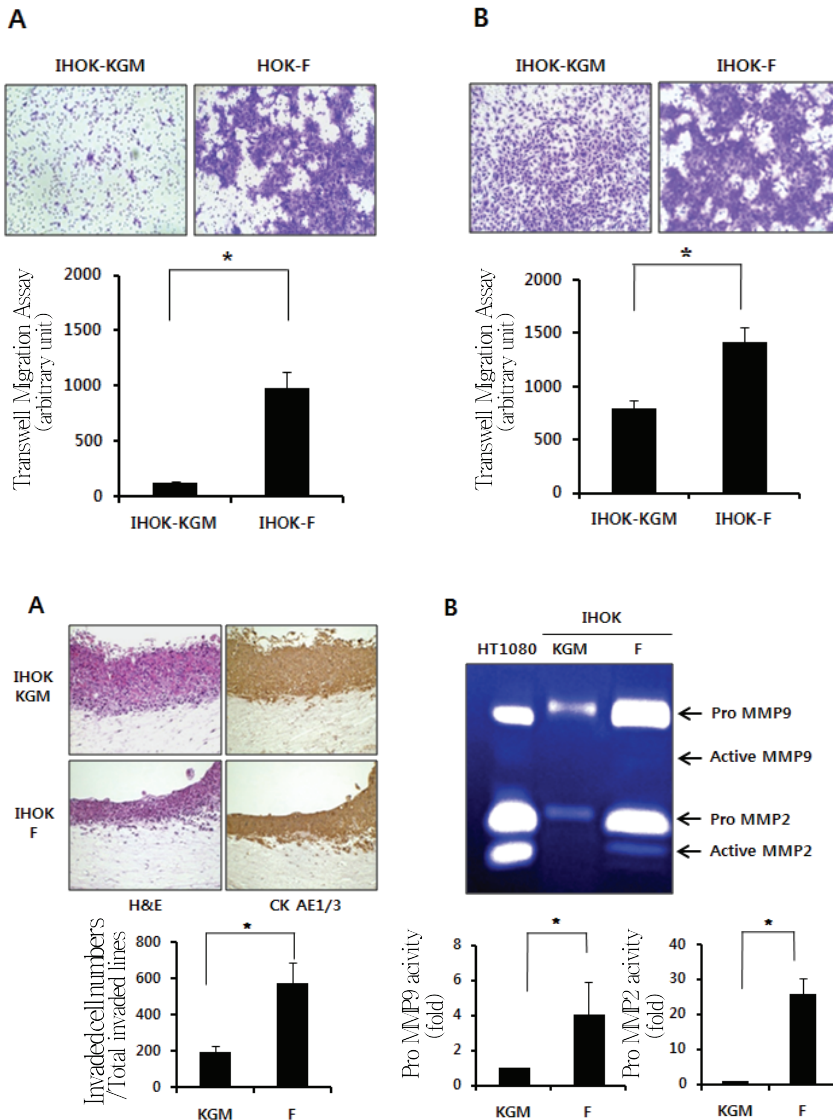 A
IHOK-KGM
HOK-F
Transwell Migration Assay
(arbitrary unit)
2000
1500
1000
500
0
*
IHOK-KGM
IHOK-F
B
IHOK-KGM
IHOK-F
Transwell Migration Assay
(arbitrary unit)
2000
1500
1000
500
0
*
IHOK-KGM
IHOK-F
A
IHOK
KGM
IHOK
F
H&E
CK AE1/3
Invaded cell numbers
/Total invaded lines
800
600
400
200
0
*
KGM
F
B
IHOK
HT1080
KGM
F
Pro MMP9
Active MMP9
Pro MMP2
Active MMP2
Pro MMP9 acivity
(fold)
8
6
4
2
0
*
KGM
F
Pro MMP2 acivity
(fold)
40
30
20
10
0
*
KGM
F